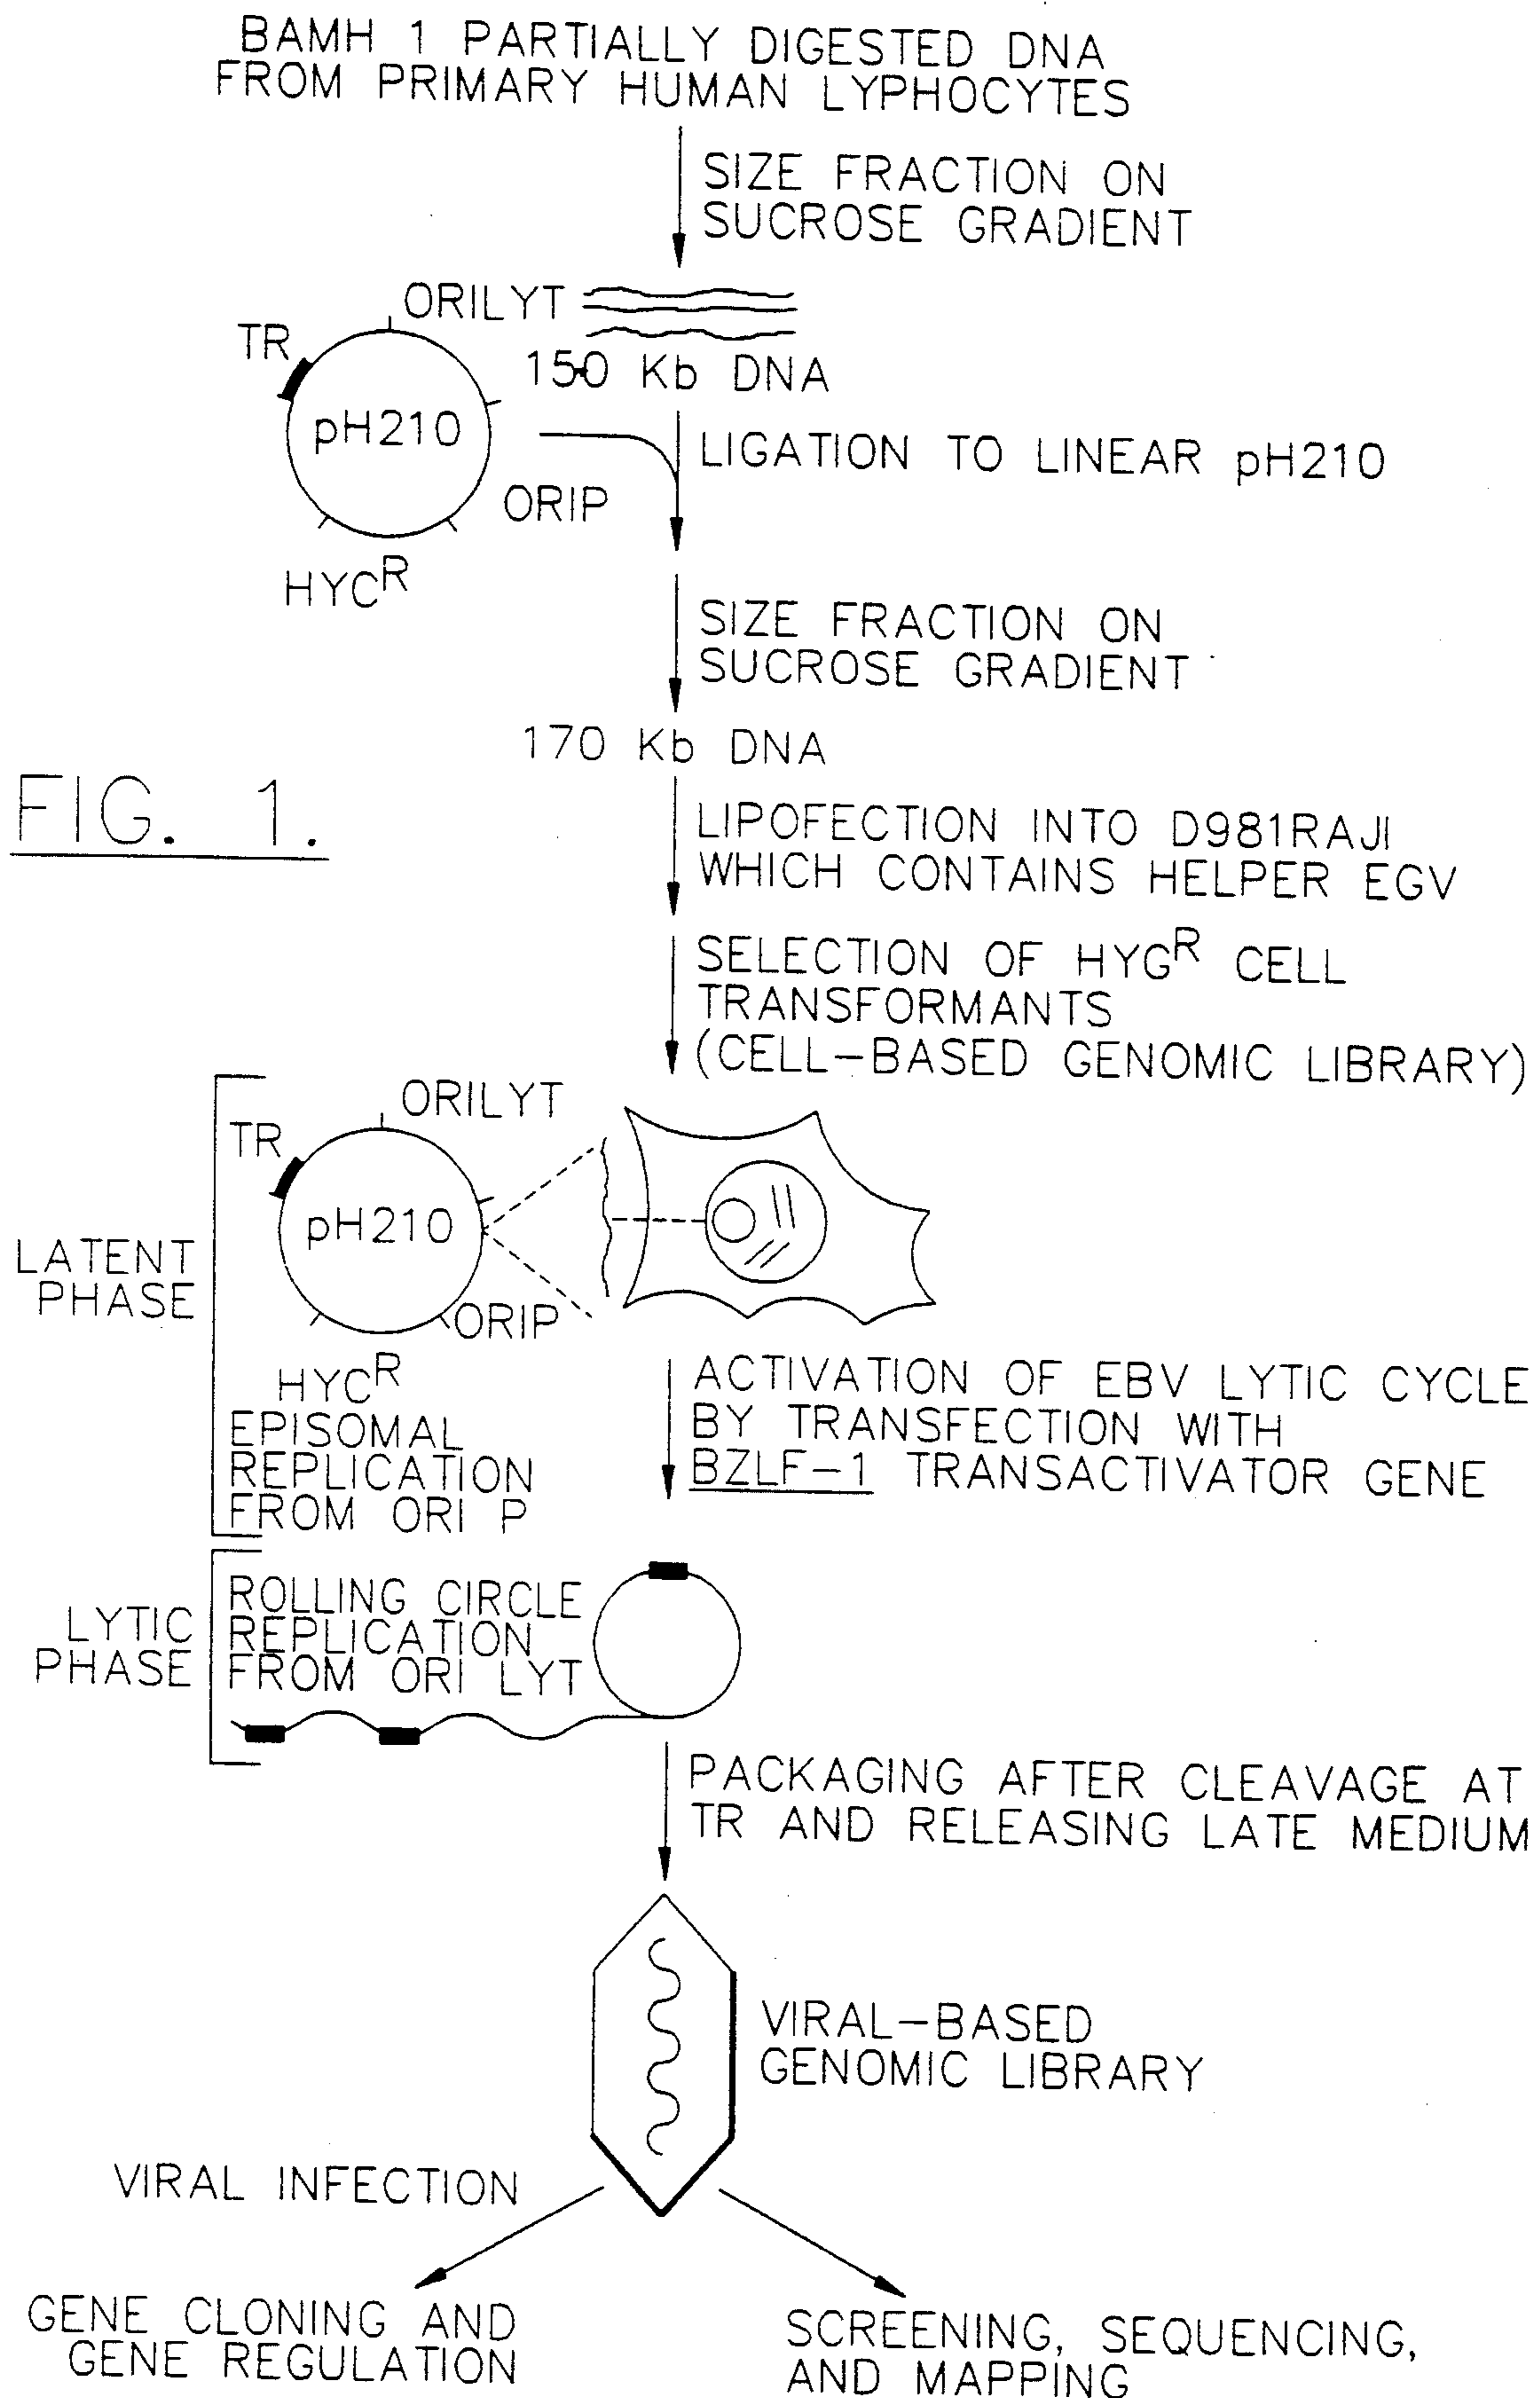 BAMH 1 PARTIALLY DIGESTED DNA
FROM PRIMARY HUMAN LYPHOCYTES
SIZE FRACTION ON
SUCROSE GRADIENT
ORILYT
TR
150 Kb DNA
pH210
LIGATION TO LINEAR pH210
ORIP
HYCR
SIZE FRACTION ON
SUCROSE GRADIENT
170 Kb DNA
FIG. 1.
LIPOFECTION INTO D981RAJI
WHICH CONTAINS HELPER EGV
SELECTION OF HYGR CELL
TRANSFORMANTS
(CELL-BASED GENOMIC LIBRARY)
ORILYT
TR
pH210
LATENT
PHASE
ORIP
HYCR
EPISOMAL
REPLICATION
FROM ORI P
ACTIVATION OF EBV LYTIC CYCLE
BY TRANSFECTION WITH
BZLF-1 TRANSACTIVATOR GENE
LYTIC
PHASE
ROLLING CIRCLE
REPLICATION
FROM ORI LYT
PACKAGING AFTER CLEAVAGE AT
TR AND RELEASING LATE MEDIUM
VIRAL-BASED
GENOMIC LIBRARY
VIRAL INFECTION
GENE CLONING AND
GENE REGULATION
SCREENING, SEQUENCING,
AND MAPPING